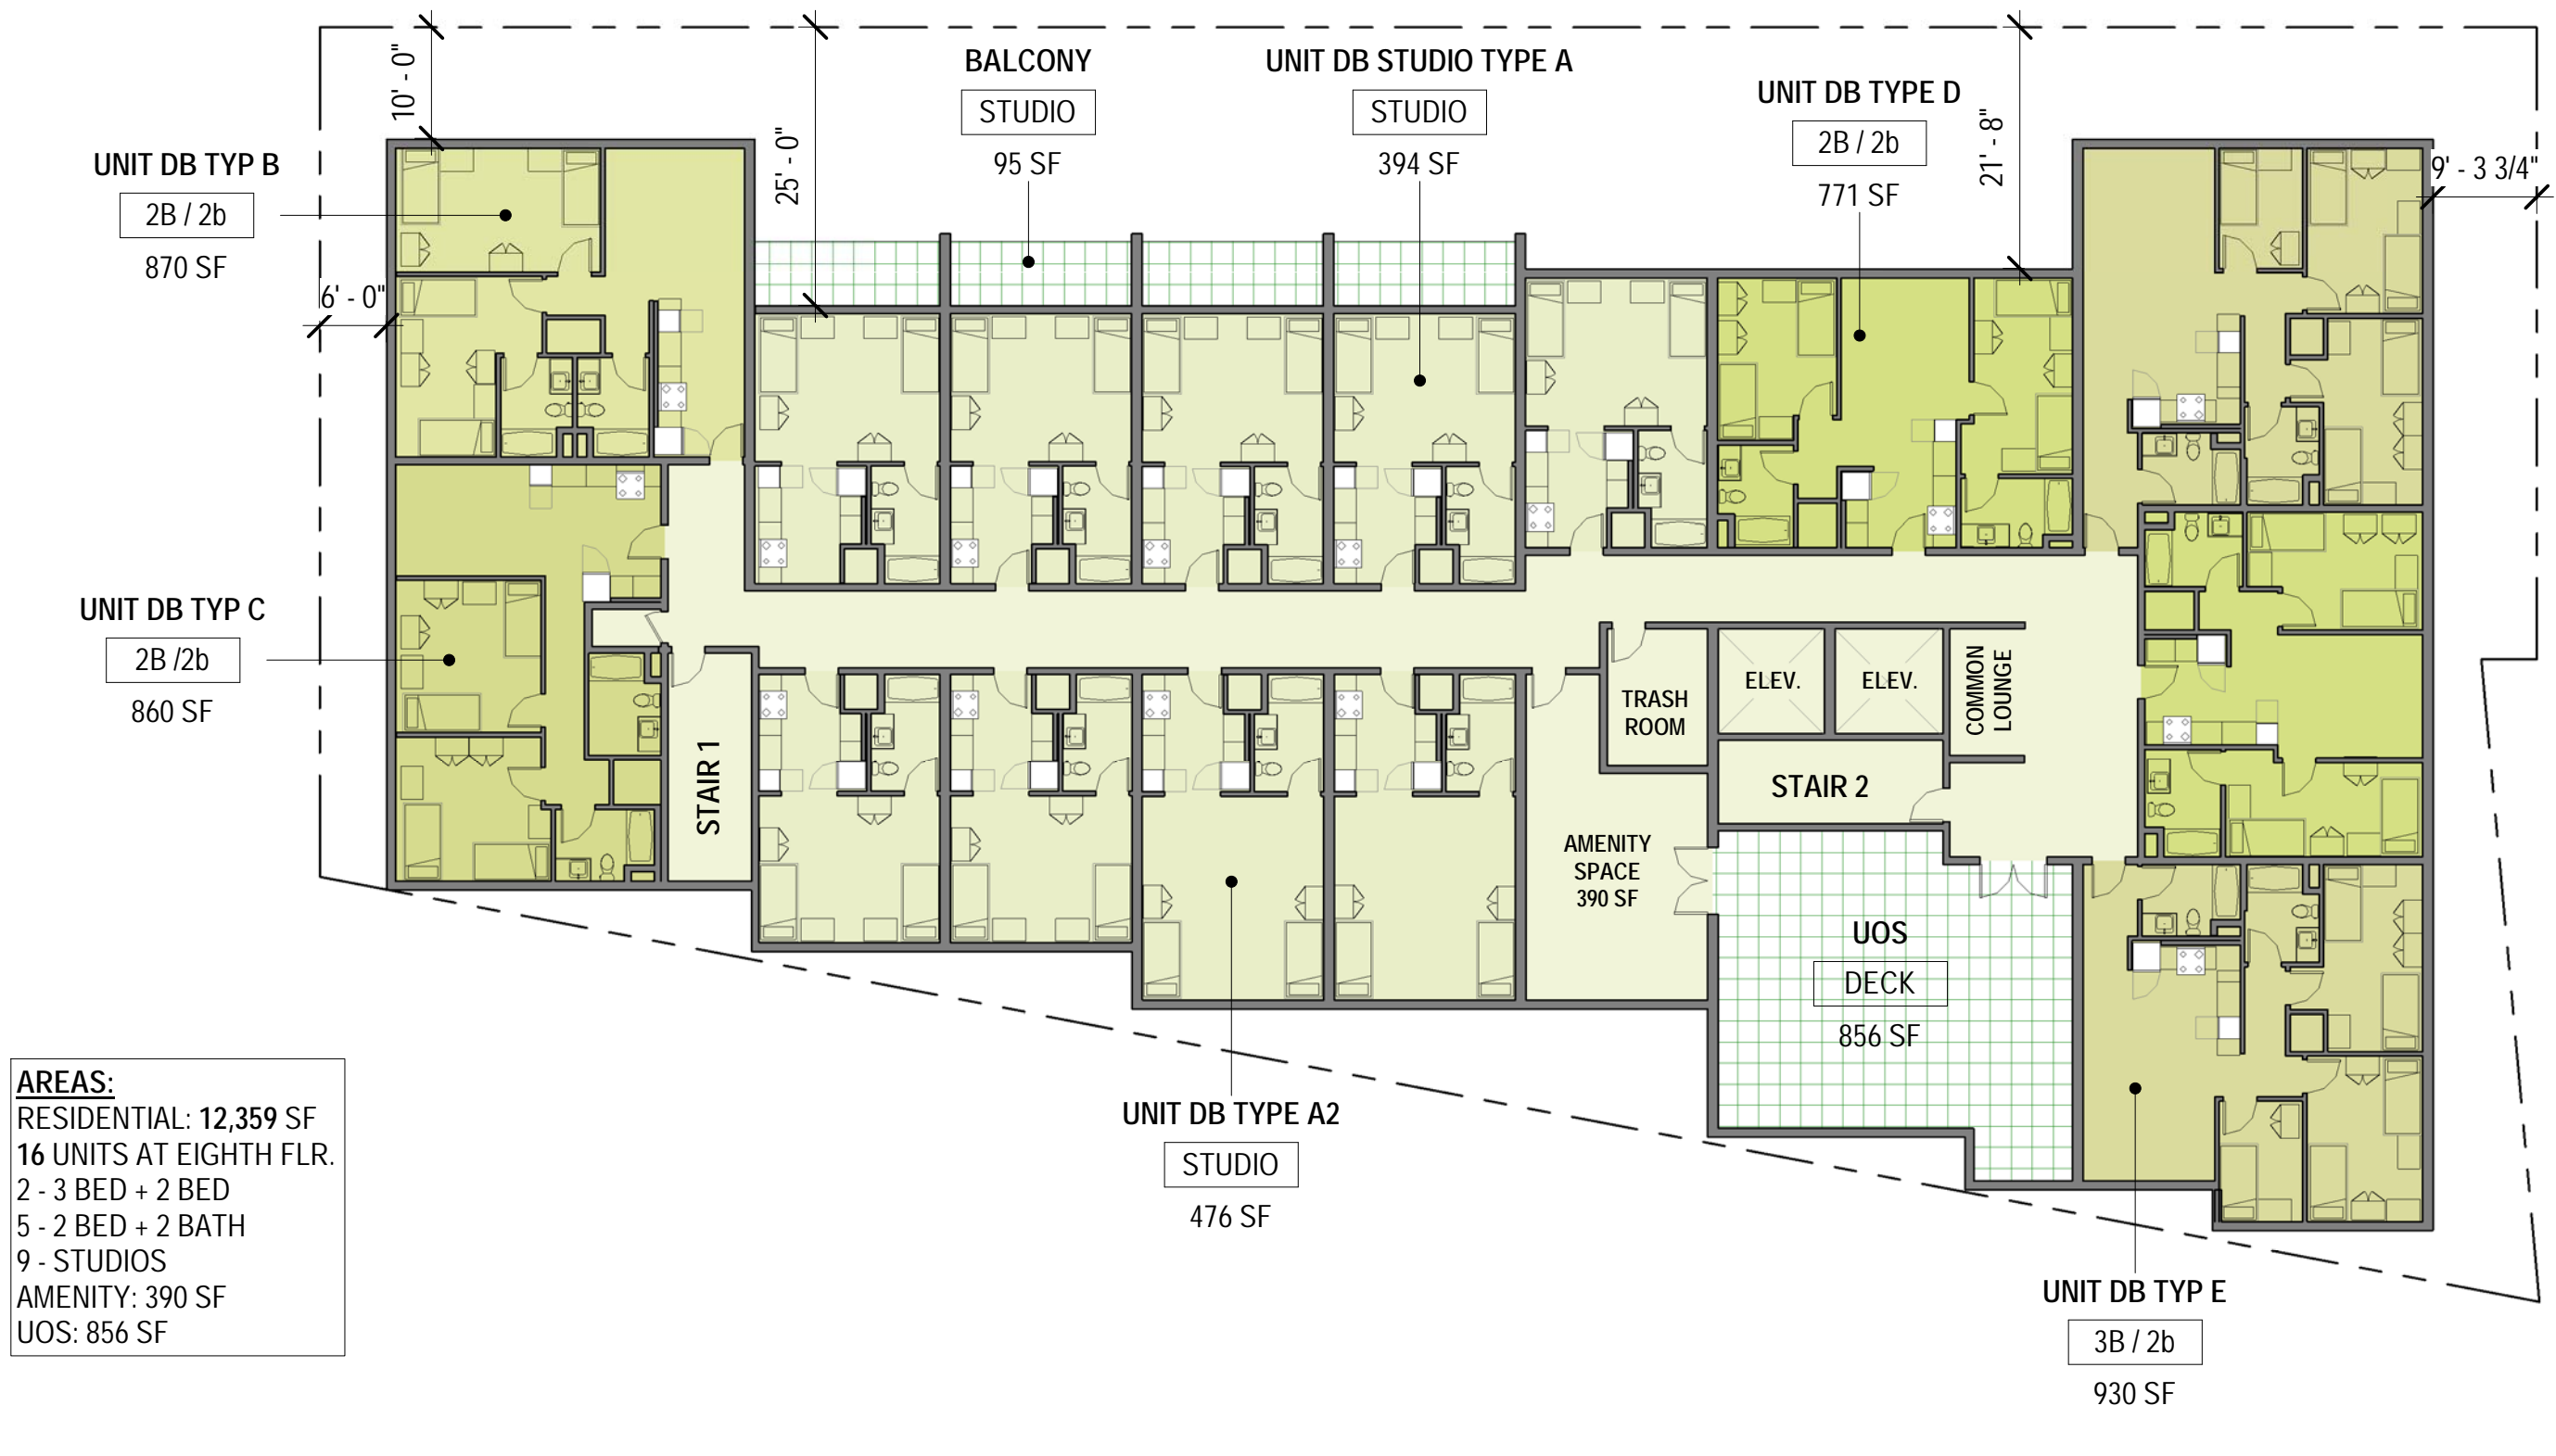 10' - 0"
25' - 0"
BALCONY
STUDIO
95 SF
UNIT DB STUDIO TYPE A
STUDIO
394 SF
UNIT DB TYPE D
2B / 2b
771 SF
21' - 8"
9' - 3 3/4"
UNIT DB TYP B
2B / 2b
870 SF
6' - 0"
UNIT DB TYP C
2B /2b
860 SF
STAIR 1
TRASH
ROOM
ELEV.
ELEV.
COMMON
LOUNGE
STAIR 2
AMENITY
SPACE
390 SF
UOS
DECK
856 SF
UNIT DB TYPE A2
STUDIO
476 SF
UNIT DB TYP E
3B / 2b
930 SF
AREAS:
RESIDENTIAL: 12,359 SF
16 UNITS AT EIGHTH FLR.
2 - 3 BED + 2 BED
5 - 2 BED + 2 BATH
9 - STUDIOS
AMENITY: 390 SF
UOS: 856 SF